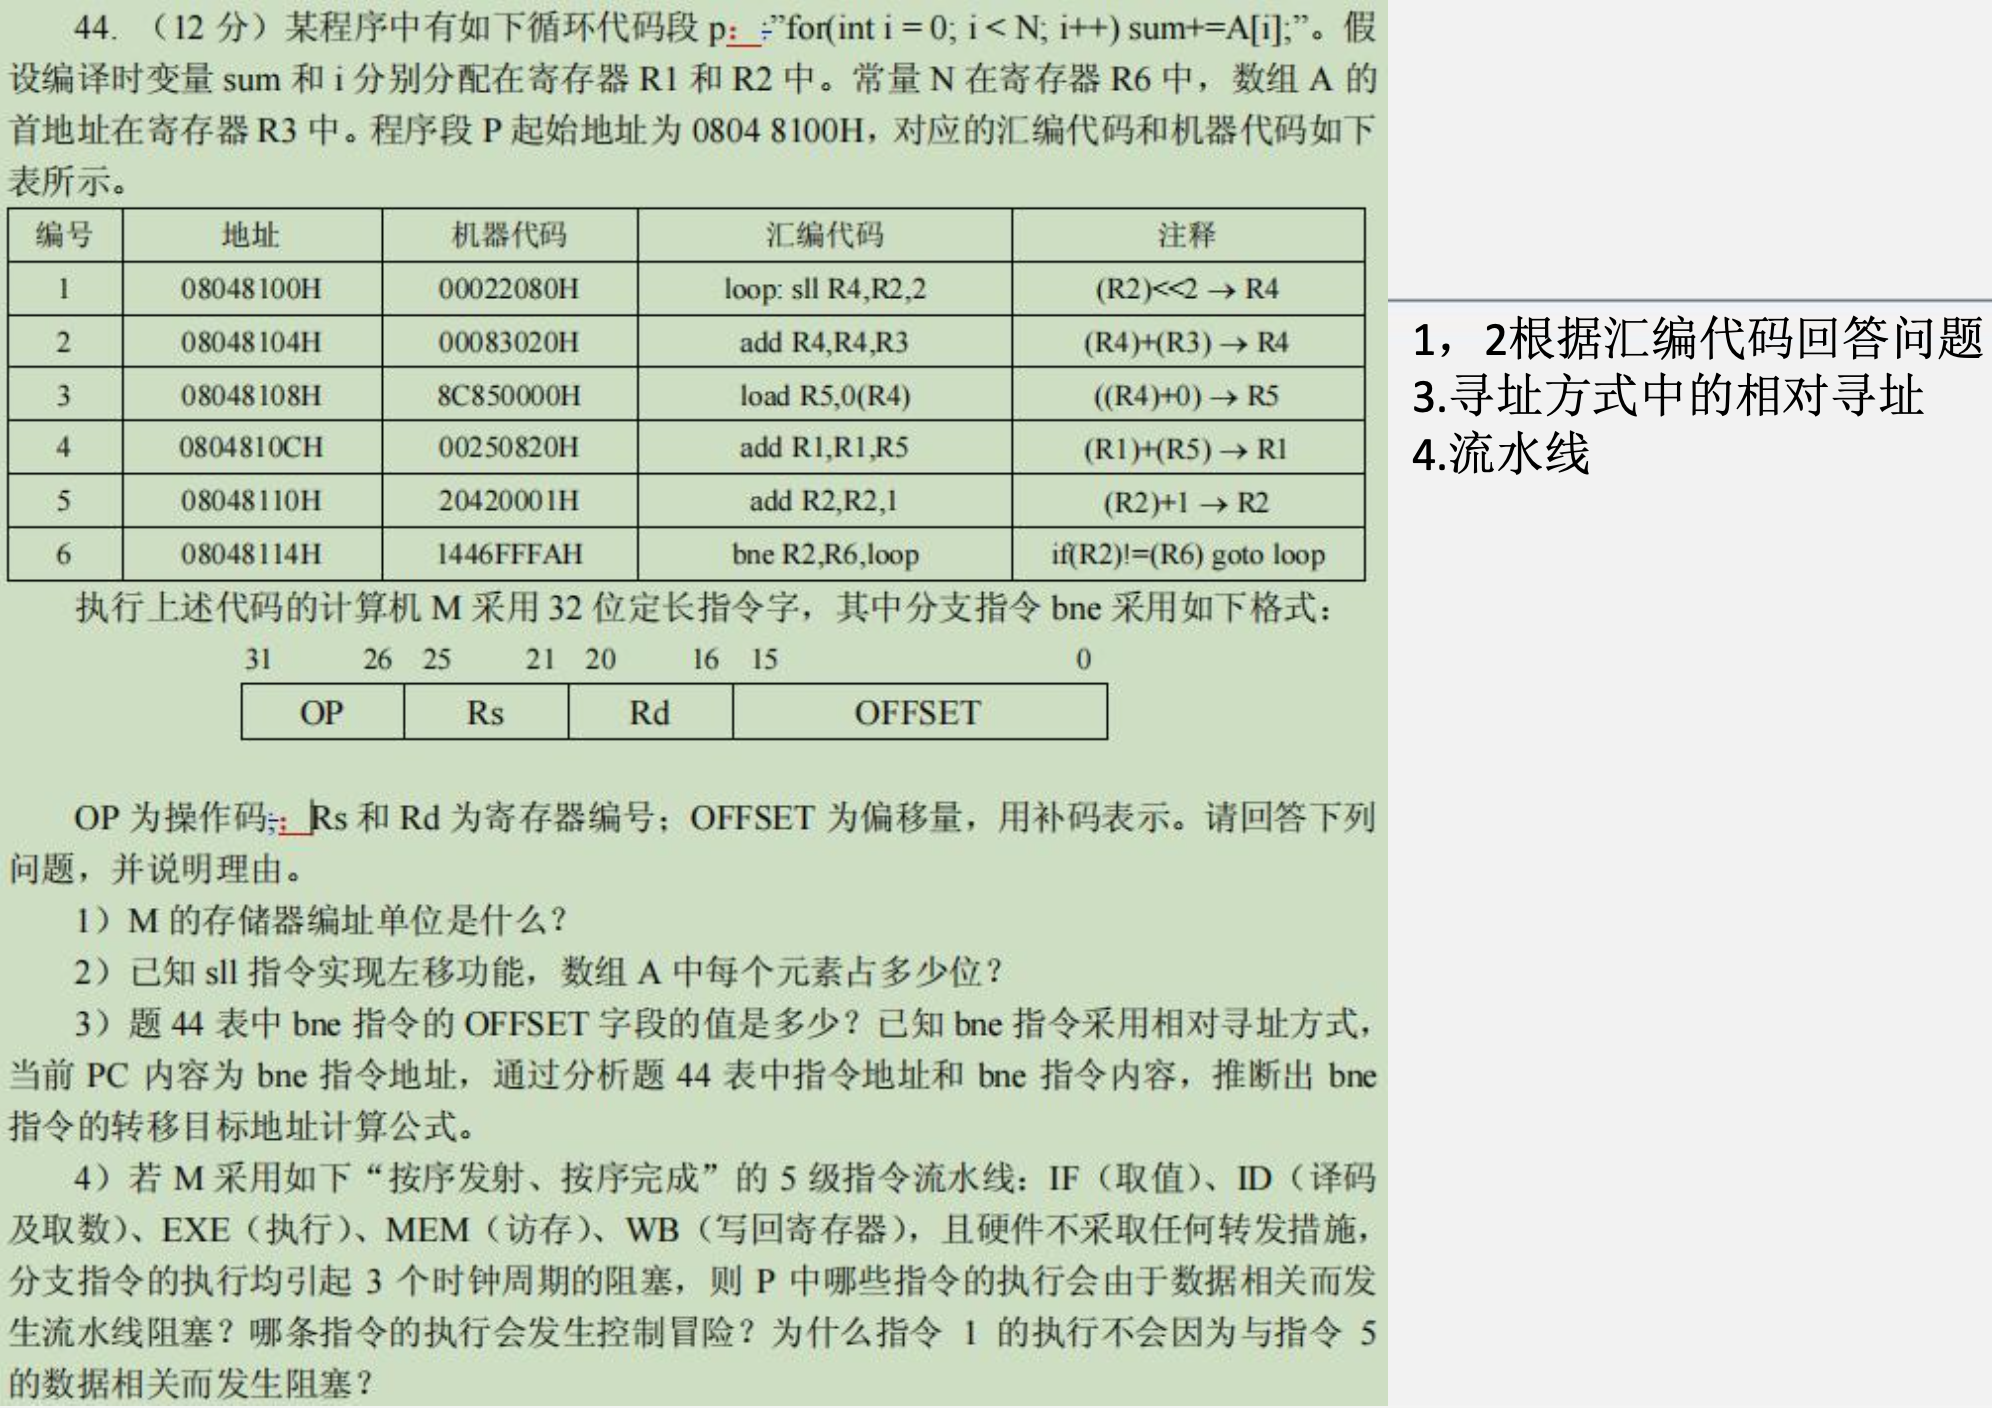 44. （12 分）某程序中有如下循环代码段 p：;”for(int i = 0; i < N; i++) sum+=A[i];”。假
设编译时变量 sum 和 i 分别分配在寄存器 R1 和 R2 中。常量 N 在寄存器 R6 中，数组 A 的
首地址在寄存器 R3 中。程序段 P 起始地址为 0804 8100H，对应的汇编代码和机器代码如下
表所示。
编号 地址 机器代码 汇编代码 注释
1 08048100H 00022080H loop: sll R4,R2,2 (R2)<<2 → R4
2 08048104H 00083020H add R4,R4,R3 (R4)+(R3) → R4
3 08048108H 8C850000H load R5,0(R4) ((R4)+0) → R5
4 0804810CH 00250820H add R1,R1,R5 (R1)+(R5) → R1
5 08048110H 20420001H add R2,R2,1 (R2)+1 → R2
6 08048114H 1446FFFAH bne R2,R6,loop if(R2)!=(R6) goto loop
执行上述代码的计算机 M 采用 32 位定长指令字，其中分支指令 bne 采用如下格式：
31 26 25 21 20 16 15 0
OP Rs Rd OFFSET
OP 为操作码;；Rs 和 Rd 为寄存器编号；OFFSET 为偏移量，用补码表示。请回答下列
问题，并说明理由。
1）M 的存储器编址单位是什么？
2）已知 sll 指令实现左移功能，数组 A 中每个元素占多少位？
3）题 44 表中 bne 指令的 OFFSET 字段的值是多少？已知 bne 指令采用相对寻址方式，
当前 PC 内容为 bne 指令地址，通过分析题 44 表中指令地址和 bne 指令内容，推断出 bne
指令的转移目标地址计算公式。
4）若 M 采用如下“按序发射、按序完成”的 5 级指令流水线：IF（取值）、ID（译码
及取数）、EXE（执行）、MEM（访存）、WB（写回寄存器），且硬件不采取任何转发措施，
分支指令的执行均引起 3 个时钟周期的阻塞，则 P 中哪些指令的执行会由于数据相关而发
生流水线阻塞？哪条指令的执行会发生控制冒险？为什么指令 1 的执行不会因为与指令 5
的数据相关而发生阻塞？
1，2根据汇编代码回答问题
3.寻址方式中的相对寻址
4.流水线